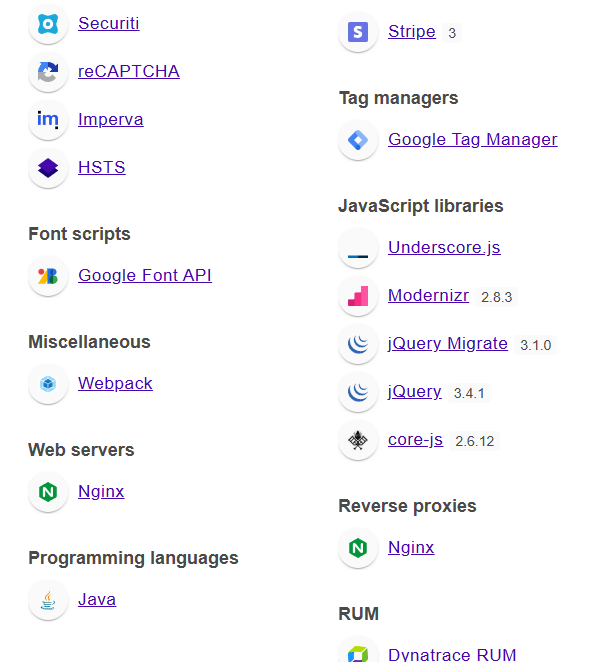 Securiti
reCAPTCHA
im
Imperva
HSTS
Font scripts
Google Font API
Miscellaneous
Webpack
Web servers
N
Nginx
Programming languages
Java
S
Stripe 3
Tag managers
Google Tag Manager
JavaScript libraries
Underscore.js
Modernizr 2.8.3
jQuery Migrate 3.1.0
jQuery 3.4.1
core-js 2.6.12
Reverse proxies
N
Nginx
RUM
Dynatrace RUM